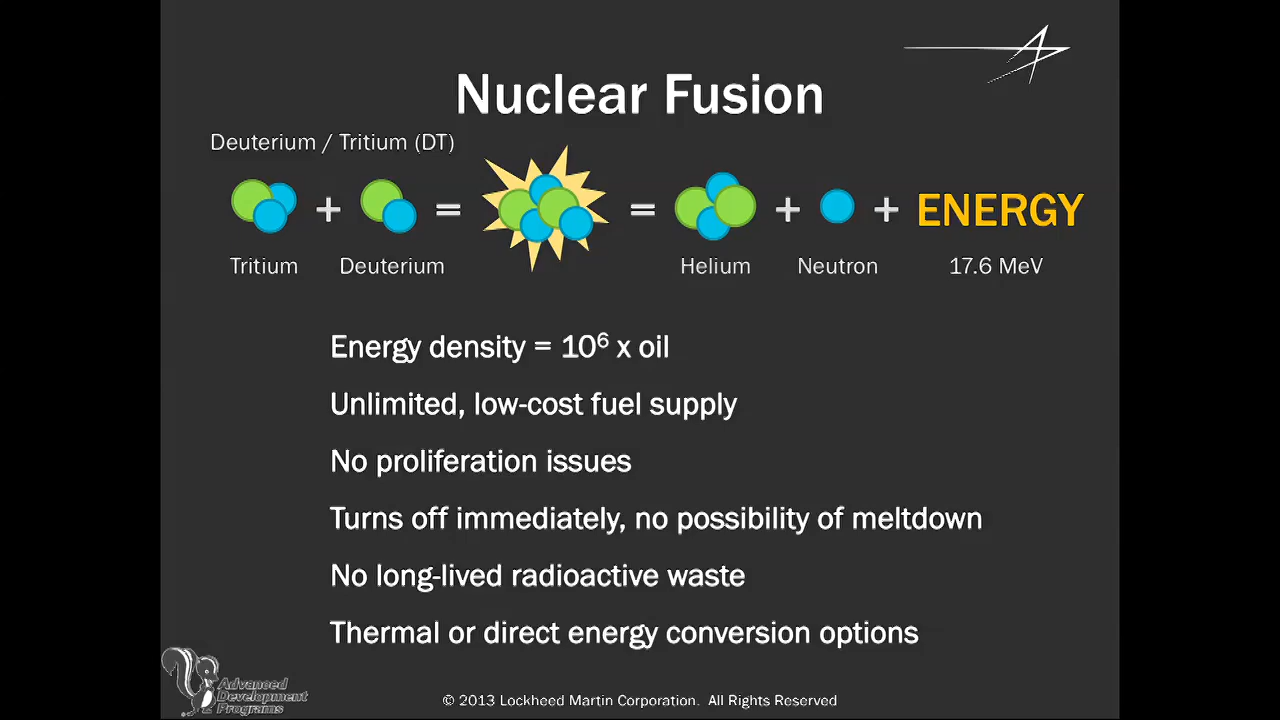 Nuclear Fusion
Deuterium / Tritium (DT)
+ = = + + ENERGY
Tritium Deuterium Helium Neutron 17.6 MeV
Energy density = 10⁶ x oil
Unlimited, low-cost fuel supply
No proliferation issues
Turns off immediately, no possibility of meltdown
No long-lived radioactive waste
Thermal or direct energy conversion options
Advanced
Development
Programs
© 2013 Lockheed Martin Corporation. All Rights Reserved